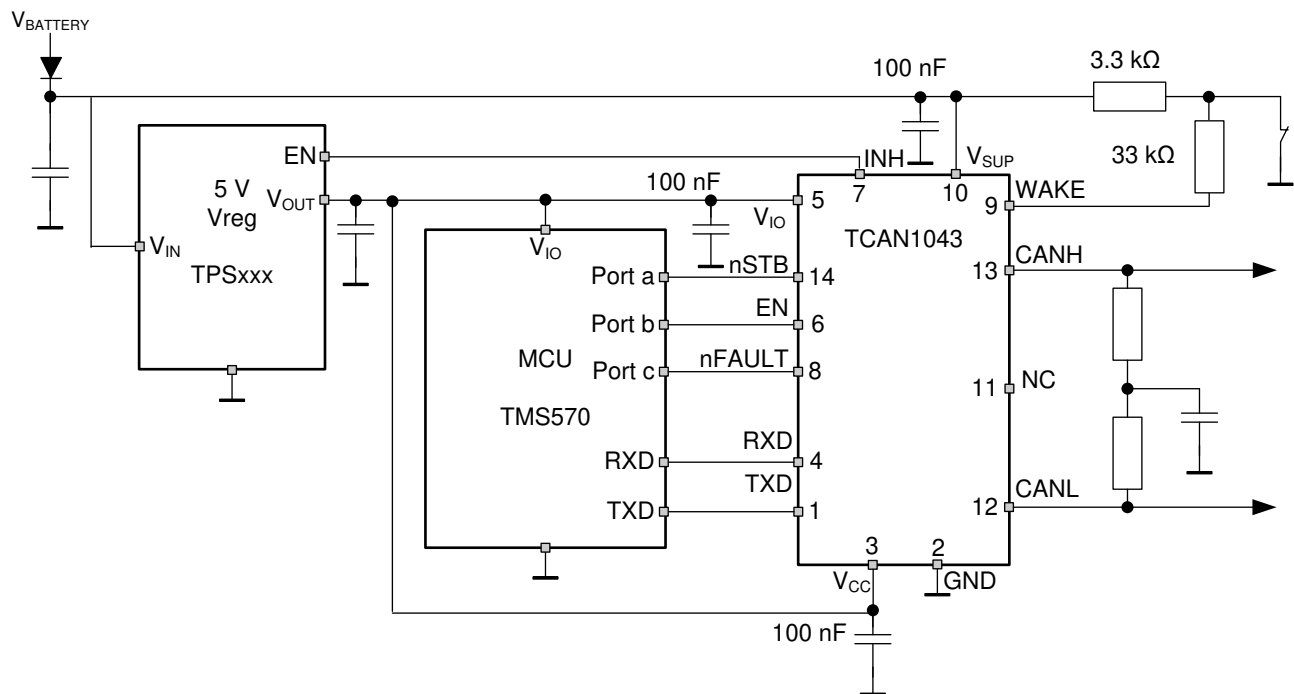 VBATTERY
100 nF
3.3 kΩ
33 kΩ
EN
5 V
Vreg
VOUT
VIN
TPSxxx
100 nF
INH
7
VSUP
10
WAKE
9
VIO
5
VIO
TCAN1043
CANH
13
Port a
nSTB
14
Port b
EN
6
MCU
Port c
nFAULT
8
11
NC
TMS570
RXD
RXD
4
TXD
TXD
1
CANL
12
3
2
VCC
GND
100 nF